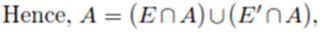 Hence, A = (E∩A)∪(E′∩A),